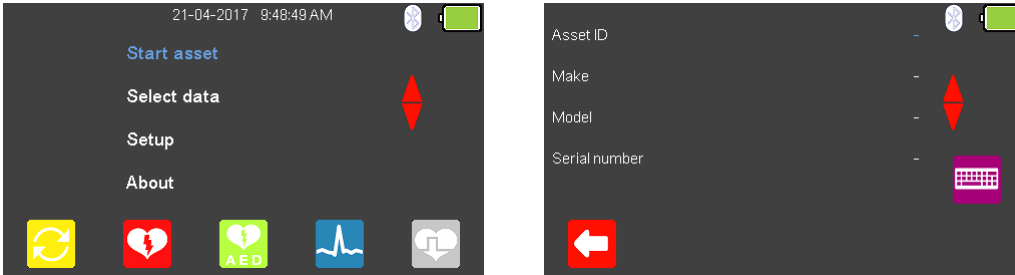 21-04-2017 9:48:49 AM
Start asset
Select data
Setup
About
AED
Asset ID -
Make -
Model -
Serial number -